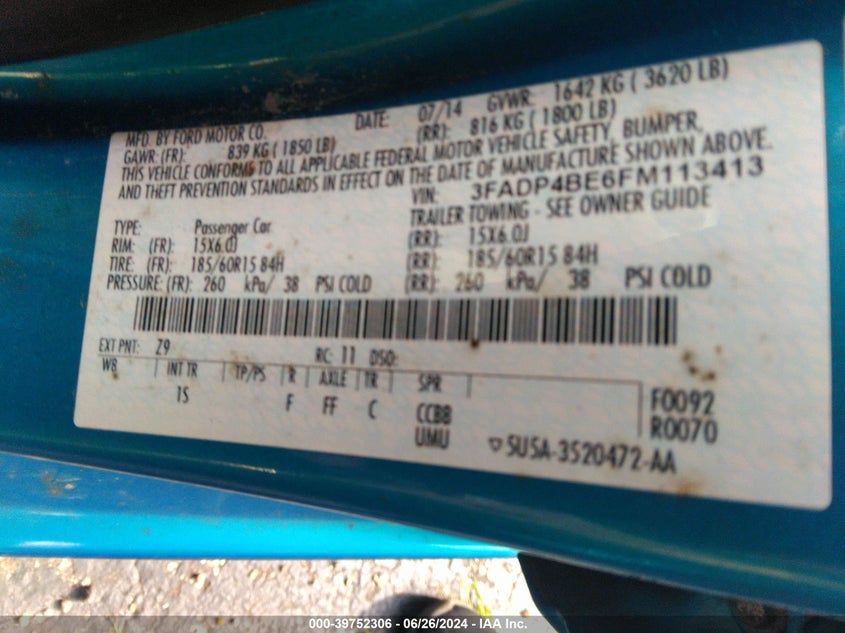 MFD. BY FORD MOTOR CO. DATE: 07/14 GVWR: 1642 KG ( 3620 LB)
GAWR: (FR): 839 KG ( 1850 LB) (RR): 816 KG ( 1800 LB)
THIS VEHICLE CONFORMS TO ALL APPLICABLE FEDERAL MOTOR VEHICLE SAFETY, BUMPER,
AND THEFT PREVENTION STANDARDS IN EFFECT ON THE DATE OF MANUFACTURE SHOWN ABOVE.
VIN: 3FADP4BE6FM113413
TYPE: Passenger Car TRAILER TOWING - SEE OWNER GUIDE
RIM: (FR): 15X6.0J (RR): 15X6.0J
TIRE: (FR): 185/60R15 84H (RR): 185/60R15 84H
PRESSURE: (FR): 260 kPa/ 38 PSI COLD (RR): 260 kPa/ 38 PSI COLD
EXT PNT: Z9 RC: 11 DSO:
WB INT TR TP/PS R AXLE TR SPR F0092
1S F FF C CCBB R0070
UMU 5U5A-3520472-AA
000-39752306 - 06/26/2024 - IAA Inc.